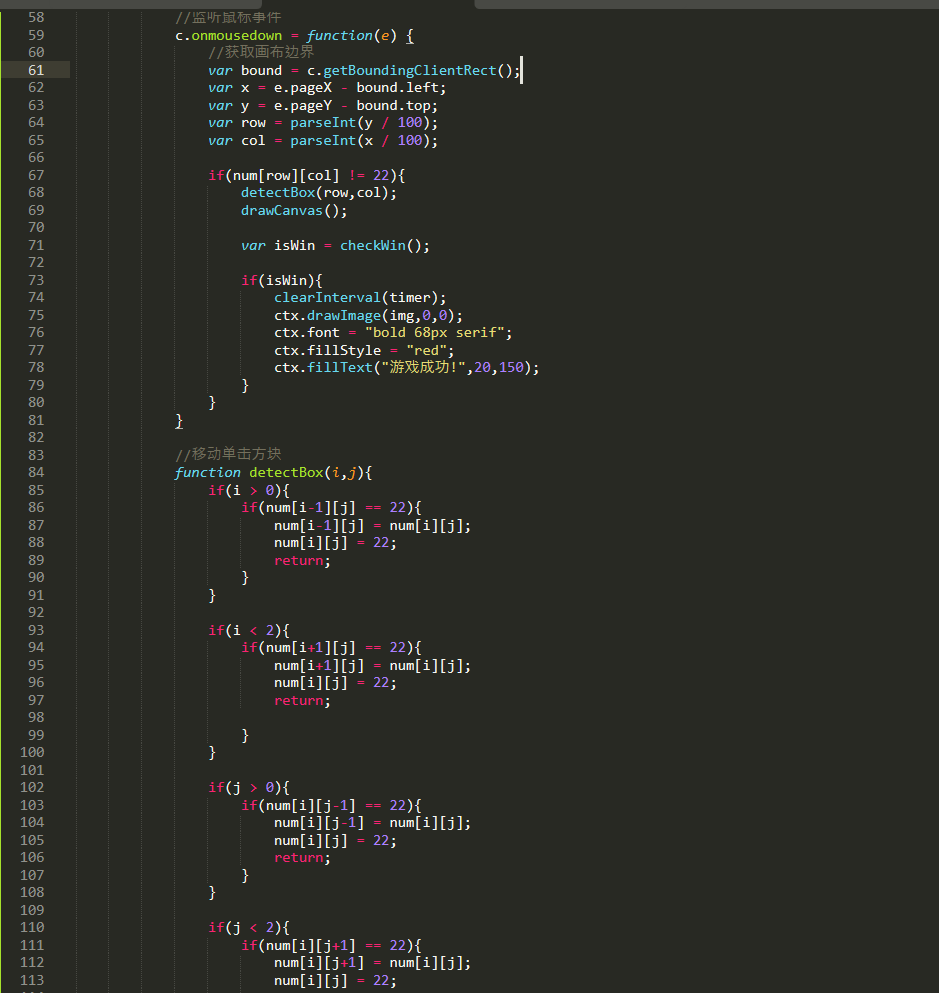 58 //监听鼠标事件
59 c.onmousedown = function(e) {
60 //获取画布边界
61 var bound = c.getBoundingClientRect();
62 var x = e.pageX - bound.left;
63 var y = e.pageY - bound.top;
64 var row = parseInt(y / 100);
65 var col = parseInt(x / 100);
66
67 if(num[row][col] != 22){
68 detectBox(row,col);
69 drawCanvas();
70
71 var isWin = checkWin();
72
73 if(isWin){
74 clearInterval(timer);
75 ctx.drawImage(img,0,0);
76 ctx.font = "bold 68px serif";
77 ctx.fillStyle = "red";
78 ctx.fillText("游戏成功!",20,150);
79 }
80 }
81 }
82
83 //移动单击方块
84 function detectBox(i,j){
85 if(i > 0){
86 if(num[i-1][j] == 22){
87 num[i-1][j] = num[i][j];
88 num[i][j] = 22;
89 return;
90 }
91 }
92
93 if(i < 2){
94 if(num[i+1][j] == 22){
95 num[i+1][j] = num[i][j];
96 num[i][j] = 22;
97 return;
98
99 }
100 }
101
102 if(j > 0){
103 if(num[i][j-1] == 22){
104 num[i][j-1] = num[i][j];
105 num[i][j] = 22;
106 return;
107 }
108 }
109
110 if(j < 2){
111 if(num[i][j+1] == 22){
112 num[i][j+1] = num[i][j];
113 num[i][j] = 22;